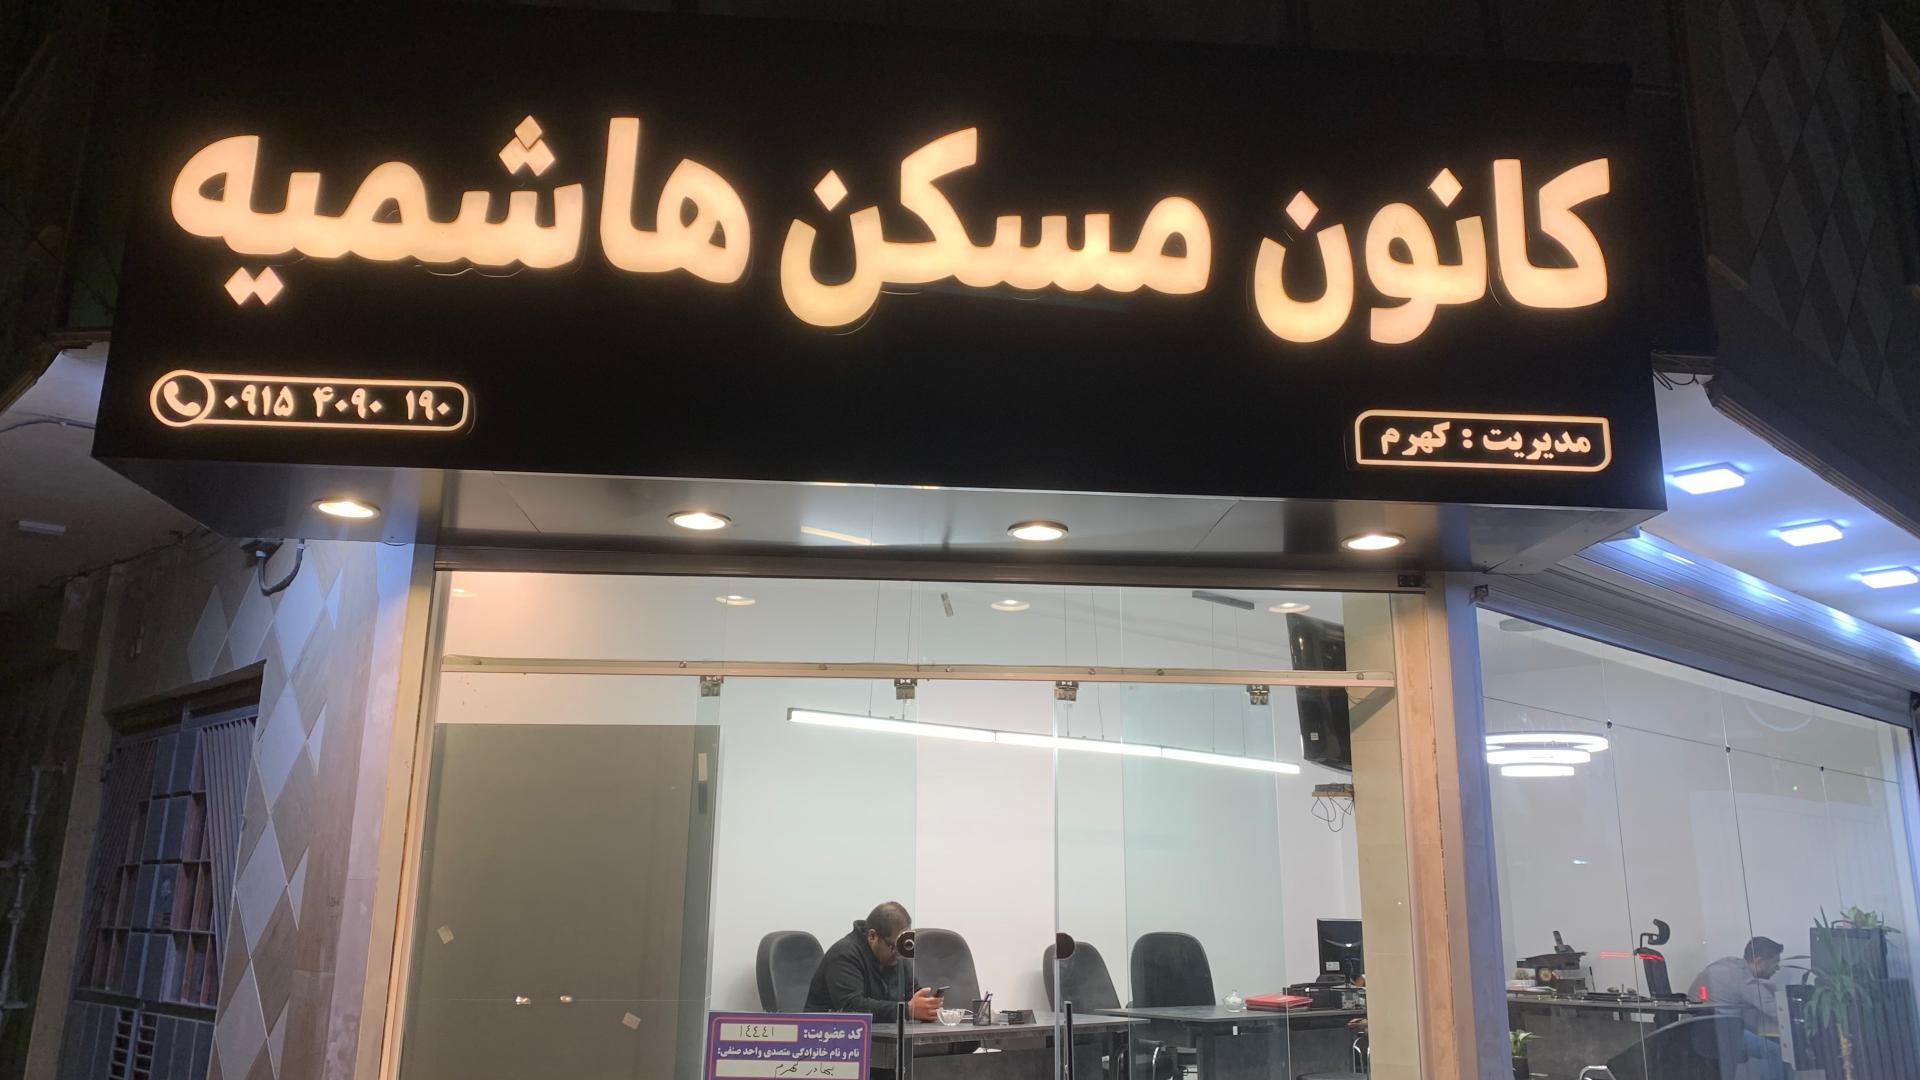 کانون مسکن هاشمیه
مدیریت : کهرم
۰۹۱۵ ۴۰۹۰ ۱۹۰
کد عضویت: ۱۴۴۴۱
نام و نام خانوادگی متصدی واحد صنفی:
بهادر کهرم